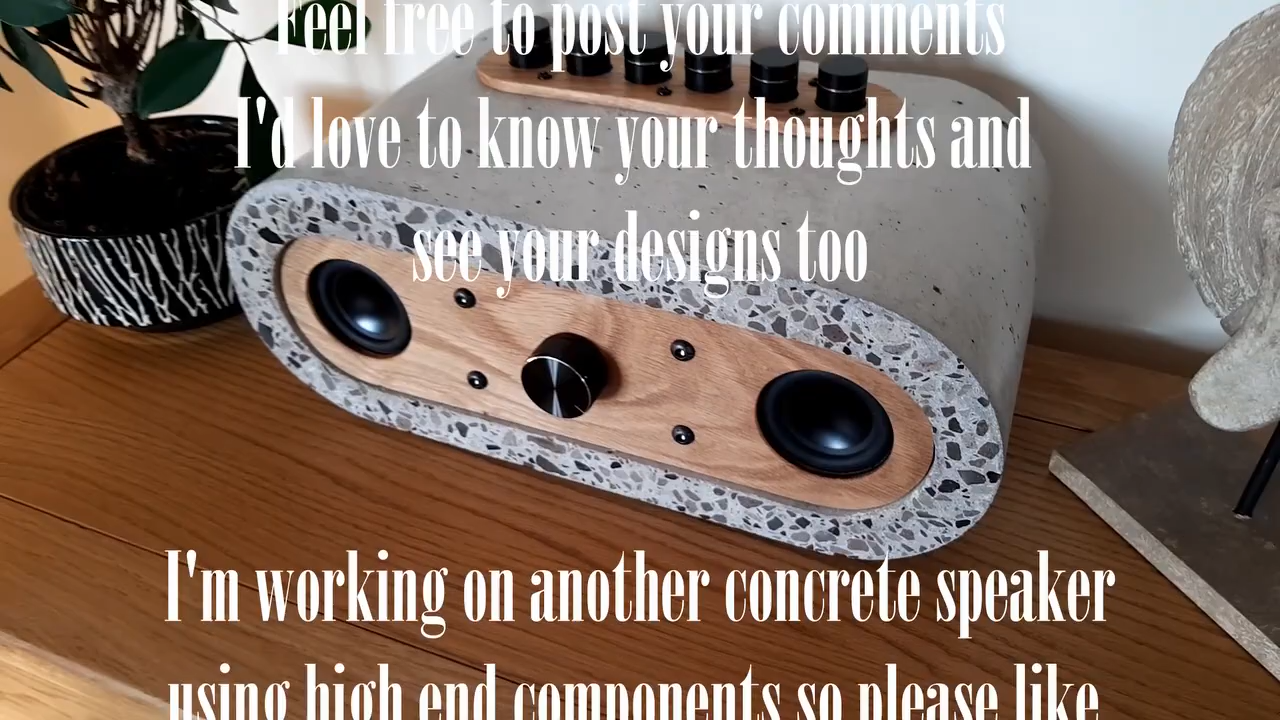 Feel free to post your comments
I'd love to know your thoughts and
see your designs too
I'm working on another concrete speaker
using high end components so please like